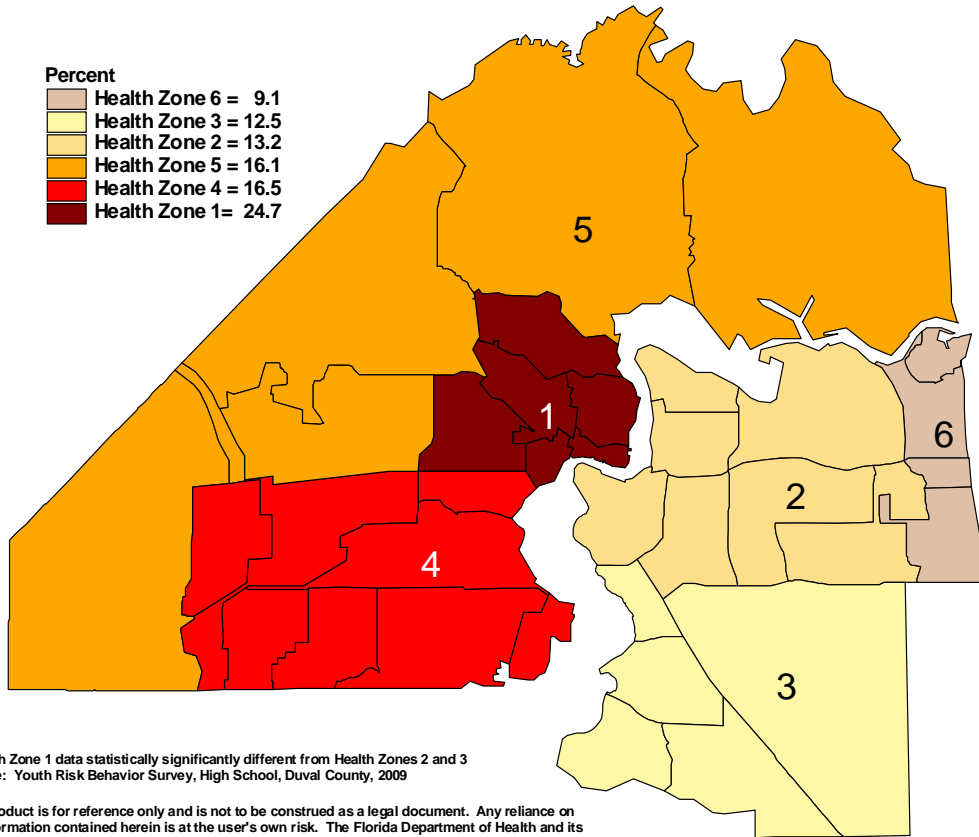 Percent
Health Zone 6 = 9.1
Health Zone 3 = 12.5
Health Zone 2 = 13.2
Health Zone 5 = 16.1
Health Zone 4 = 16.5
Health Zone 1= 24.7
5
1
6
2
4
3
h Zone 1 data statistically significantly different from Health Zones 2 and 3
e: Youth Risk Behavior Survey, High School, Duval County, 2009
oduct is for reference only and is not to be construed as a legal document. Any reliance on
formation contained herein is at the user's own risk. The Florida Department of Health and its